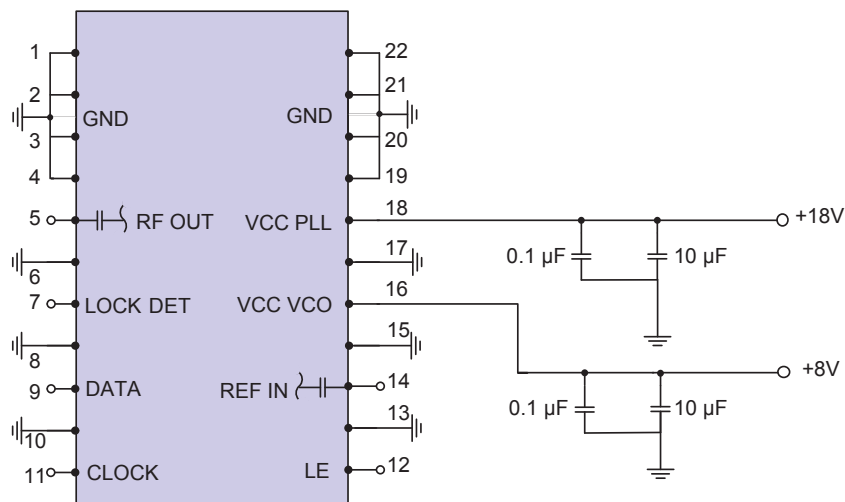 1 22
2 21
GND GND
3 20
4 19
5 RF OUT VCC PLL 18 +18V
6 17 0.1 µF 10 µF
7 LOCK DET VCC VCO 16
8 15
9 DATA REF IN 14 +8V
10 13 0.1 µF 10 µF
11 CLOCK LE 12